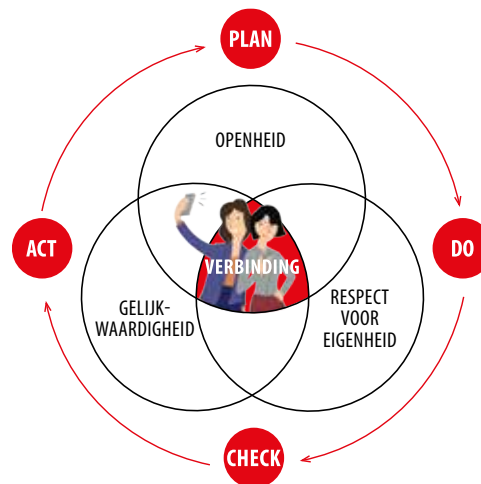 PLAN
OPENHEID
ACT
VERBINDING
DO
GELIJK-
WAARDIGHEID
RESPECT
VOOR
EIGENHEID
CHECK